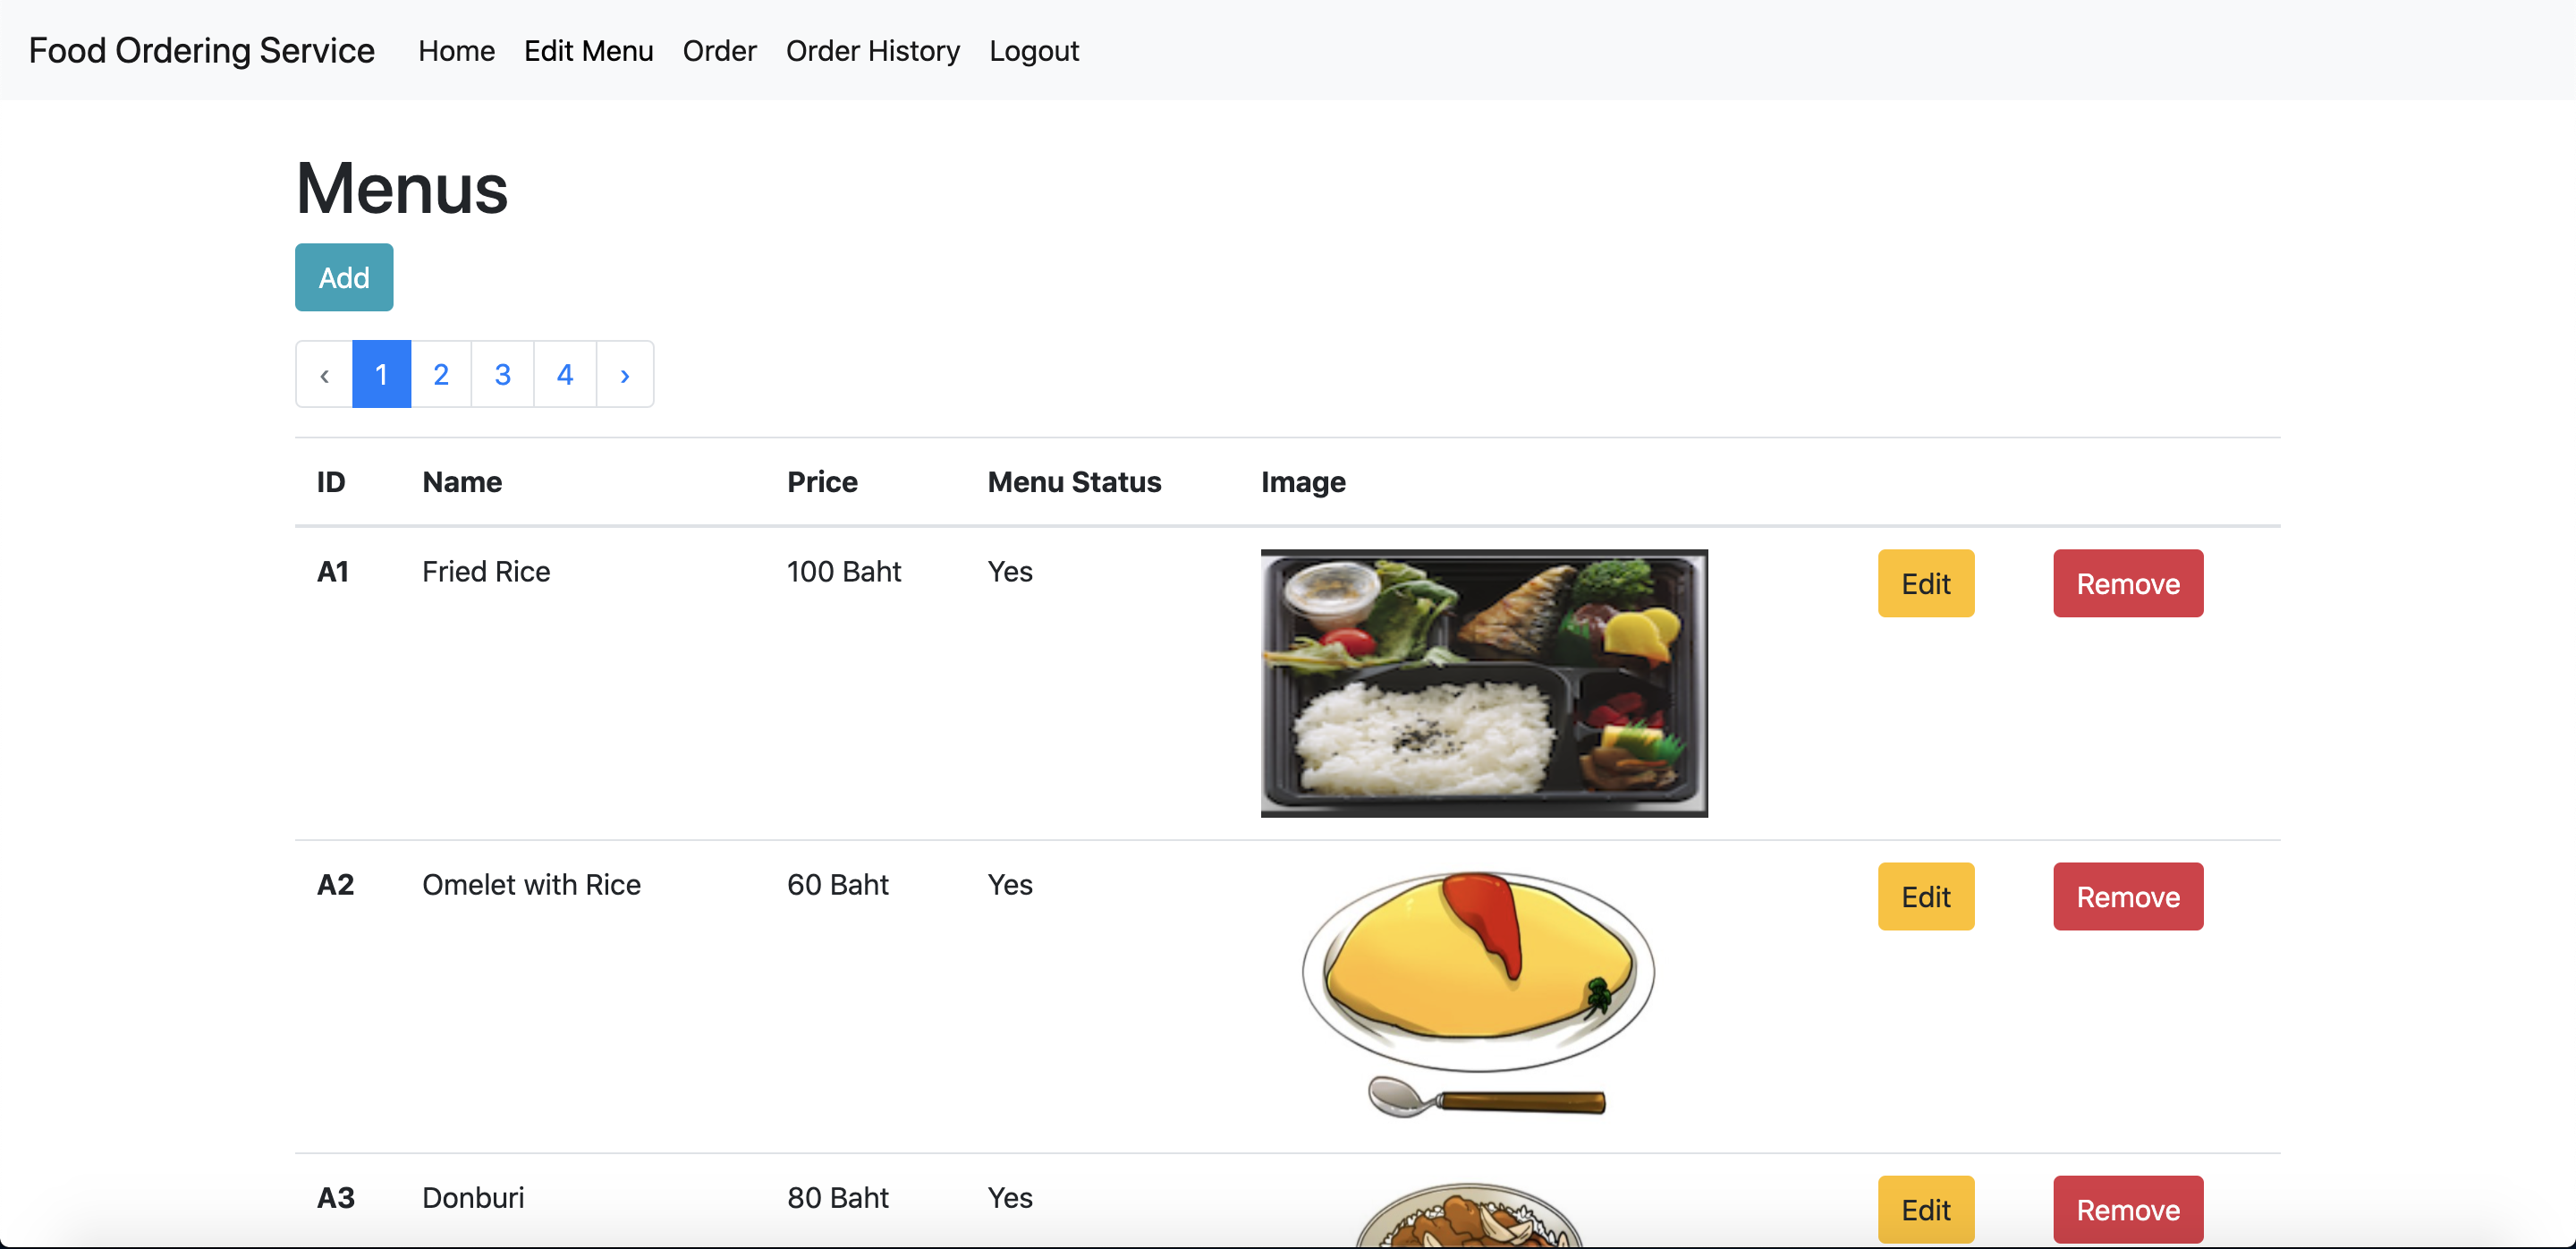 Food Ordering Service Home Edit Menu Order Order History Logout
Menus
Add
‹ 1 2 3 4 ›
ID Name Price Menu Status Image
A1 Fried Rice 100 Baht Yes Edit Remove
A2 Omelet with Rice 60 Baht Yes Edit Remove
A3 Donburi 80 Baht Yes Edit Remove